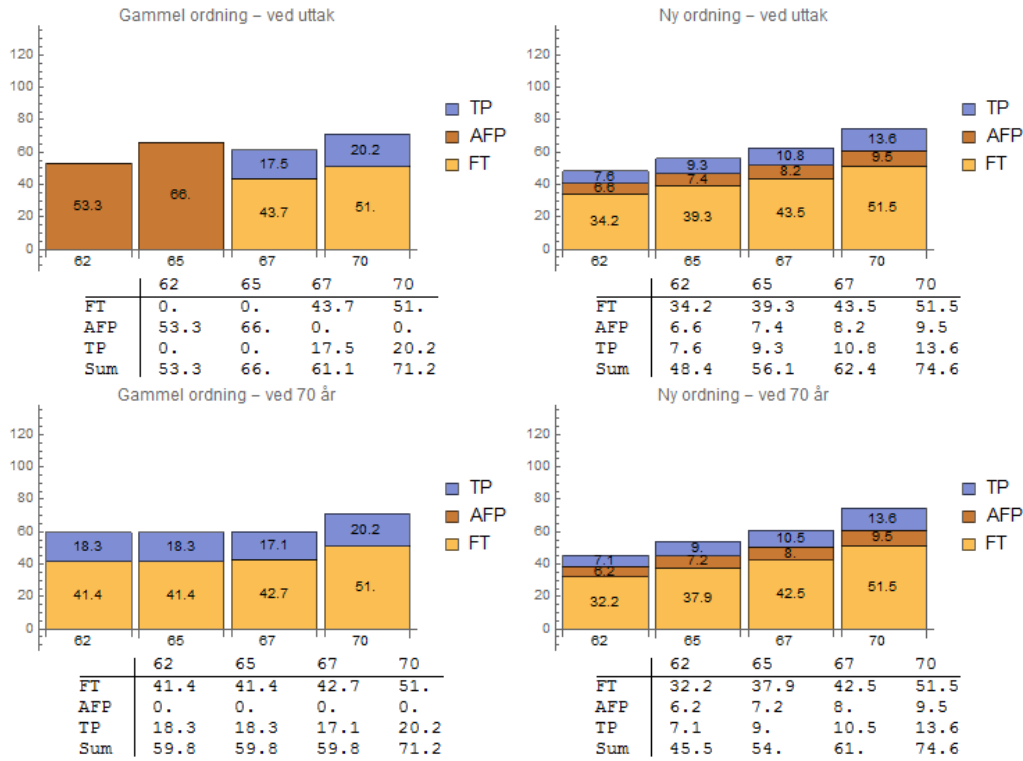 Gammel ordning – ved uttak
120
100
80
60
40
20
0
53.3
66.
17.5
43.7
20.2
51.
62 65 67 70
TP
AFP
FT
62 65 67 70
FT 0. 0. 43.7 51.
AFP 53.3 66. 0. 0.
TP 0. 0. 17.5 20.2
Sum 53.3 66. 61.1 71.2
Ny ordning – ved uttak
120
100
80
60
40
20
0
7.6
6.6
34.2
9.3
7.4
39.3
10.8
8.2
43.5
13.6
9.5
51.5
62 65 67 70
TP
AFP
FT
62 65 67 70
FT 34.2 39.3 43.5 51.5
AFP 6.6 7.4 8.2 9.5
TP 7.6 9.3 10.8 13.6
Sum 48.4 56.1 62.4 74.6
Gammel ordning – ved 70 år
120
100
80
60
40
20
0
18.3
41.4
18.3
41.4
17.1
42.7
20.2
51.
62 65 67 70
TP
AFP
FT
62 65 67 70
FT 41.4 41.4 42.7 51.
AFP 0. 0. 0. 0.
TP 18.3 18.3 17.1 20.2
Sum 59.8 59.8 59.8 71.2
Ny ordning – ved 70 år
120
100
80
60
40
20
0
7.1
6.2
32.2
9.
7.2
37.9
10.5
8.
42.5
13.6
9.5
51.5
62 65 67 70
TP
AFP
FT
62 65 67 70
FT 32.2 37.9 42.5 51.5
AFP 6.2 7.2 8. 9.5
TP 7.1 9. 10.5 13.6
Sum 45.5 54. 61. 74.6